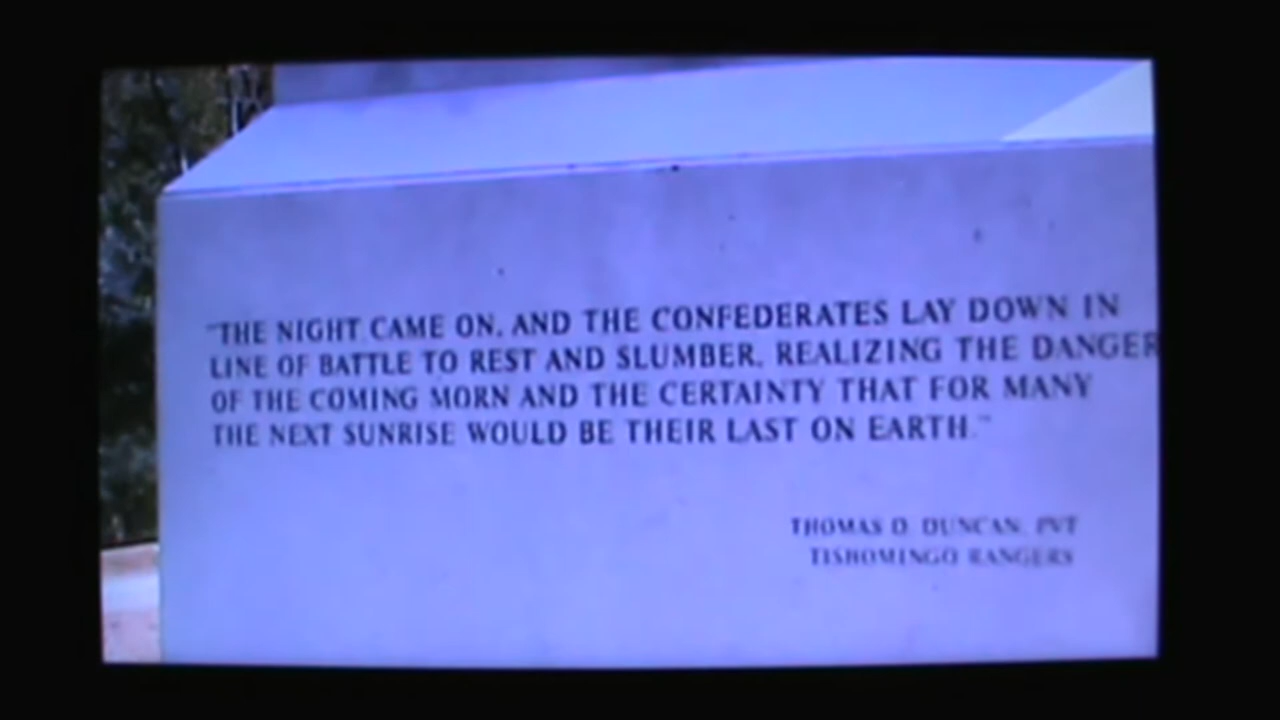 "THE NIGHT CAME ON, AND THE CONFEDERATES LAY DOWN IN
LINE OF BATTLE TO REST AND SLUMBER, REALIZING THE DANGER
OF THE COMING MORN AND THE CERTAINTY THAT FOR MANY
THE NEXT SUNRISE WOULD BE THEIR LAST ON EARTH."
THOMAS D. DUNCAN, PVT
TISHOMINGO RANGERS